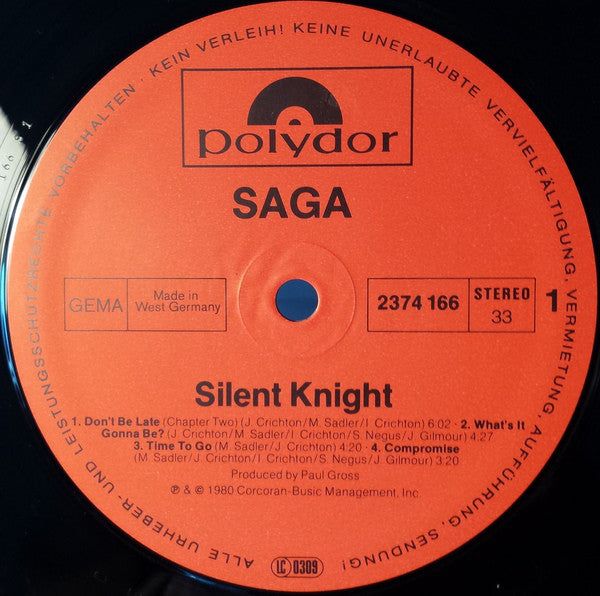 ALLE URHEBER- UND LEISTUNGSSCHUTZRECHTE VORBEHALTEN · KEIN VERLEIH! KEINE UNERLAUBTE VERVIELFÄLTIGUNG, VERMIETUNG, AUFFÜHRUNG, SENDUNG!
polydor
SAGA
GEMA
Made in
West Germany
2374 166
STEREO
33
1
Silent Knight
1. Don't Be Late (Chapter Two) (J. Crichton/M. Sadler/I. Crichton) 6:02 · 2. What's It
Gonna Be? (J. Crichton/M. Sadler/I. Crichton/S. Negus/J. Gilmour) 4:27
3. Time To Go (M. Sadler/J. Crichton) 4:20 · 4. Compromise
(M. Sadler/J. Crichton/I. Crichton/S. Negus/J. Gilmour) 3:20
Produced by Paul Gross
℗ & © 1980 Corcoran-Busic Management, Inc
LC 0309